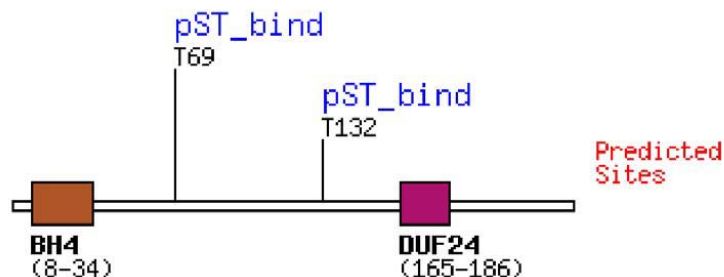 pST_bind
T69
pST_bind
T132
Predicted
Sites
BH4
(8-34)
DUF24
(165-186)